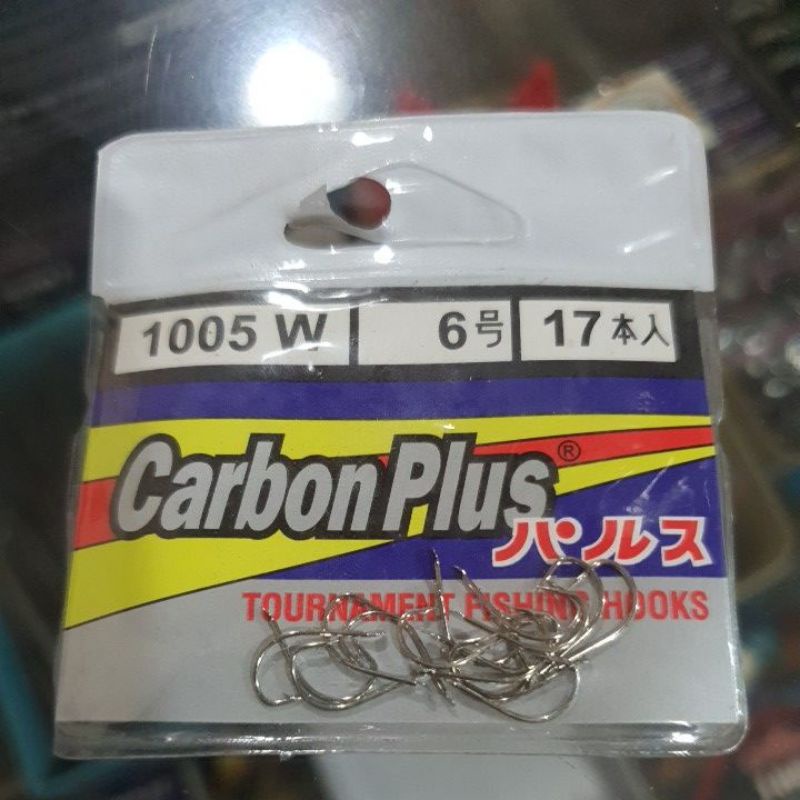 1005 W 6号 17本入
Carbon Plus®
パルス
TOURNAMENT FISHING HOOKS